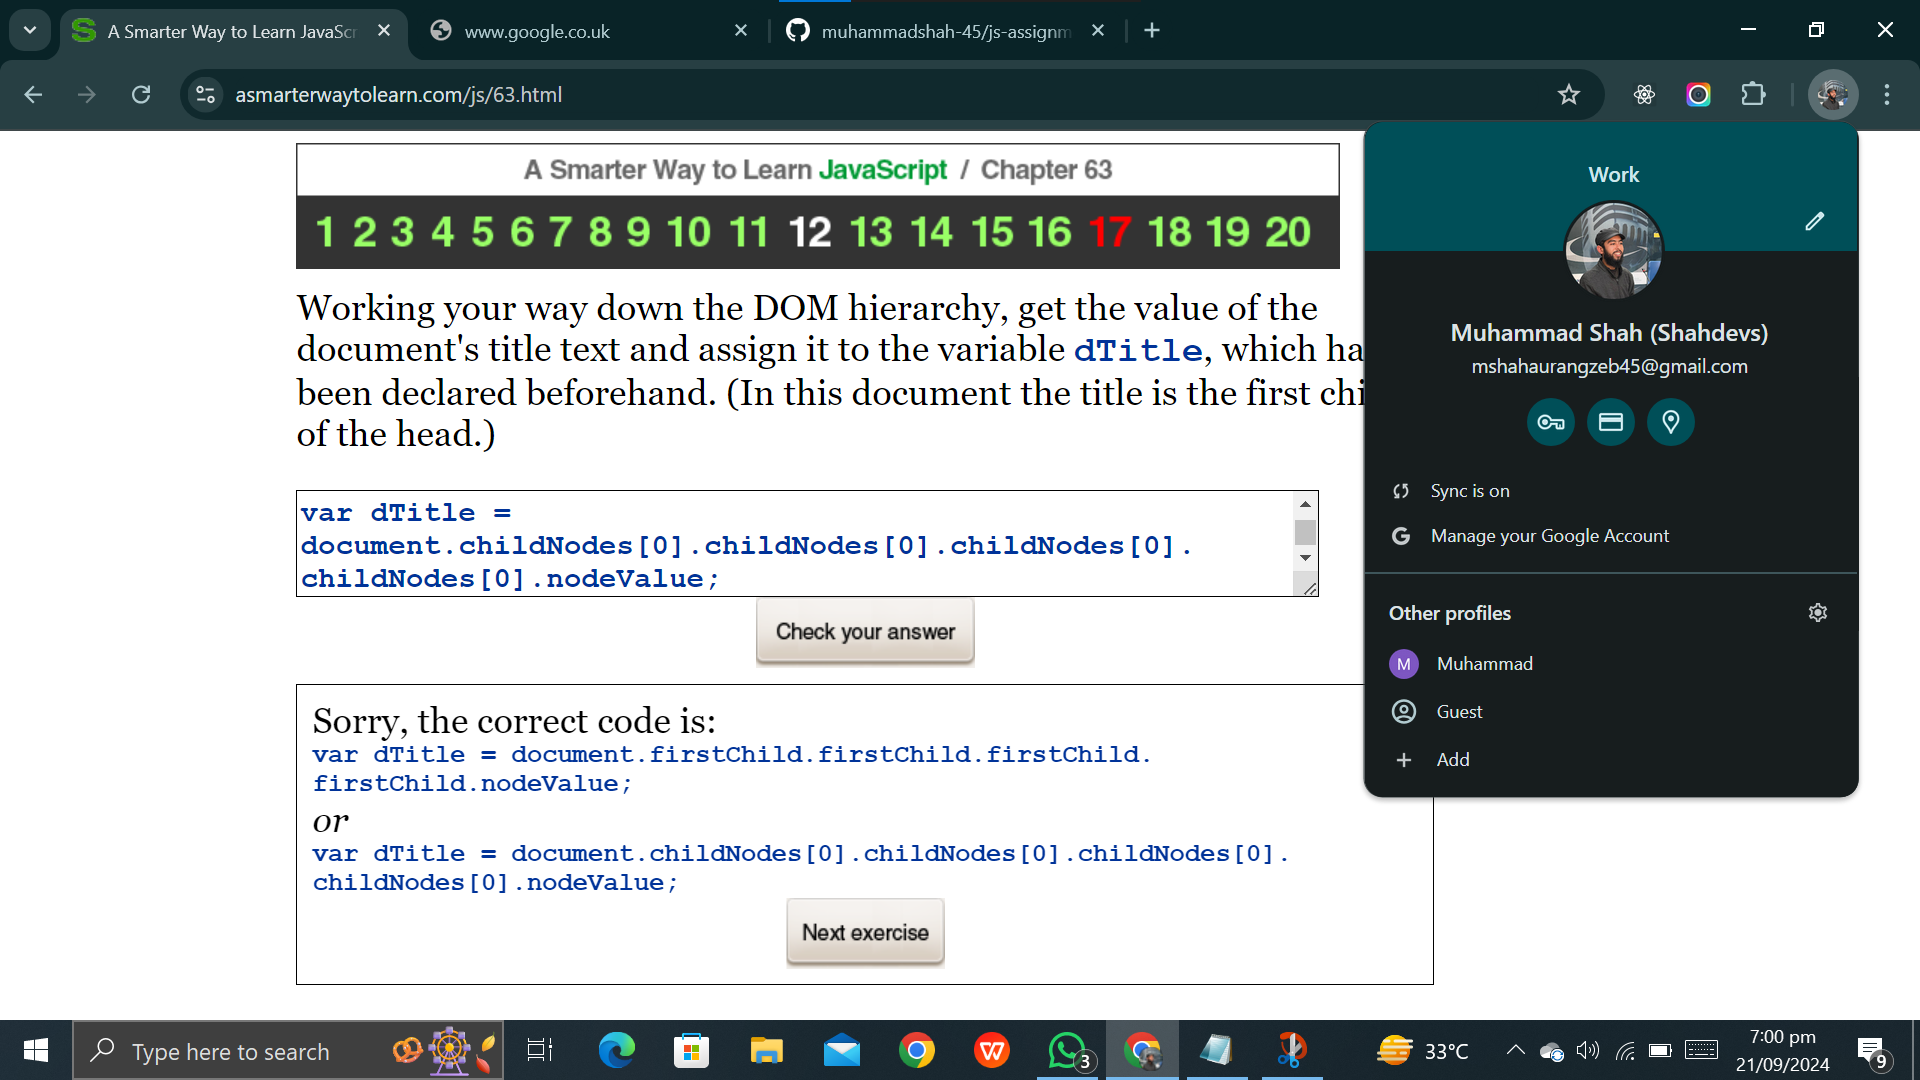 A Smarter Way to Learn JavaScr
www.google.co.uk
muhammadshah-45/js-assignm
asmarterwaytolearn.com/js/63.html
A Smarter Way to Learn JavaScript / Chapter 63
1 2 3 4 5 6 7 8 9 10 11 12 13 14 15 16 17 18 19 20
Working your way down the DOM hierarchy, get the value of the
document's title text and assign it to the variable dTitle, which ha
been declared beforehand. (In this document the title is the first chi
of the head.)
var dTitle =
document.childNodes[0].childNodes[0].childNodes[0].
childNodes[0].nodeValue;
Check your answer
Sorry, the correct code is:
var dTitle = document.firstChild.firstChild.firstChild.
firstChild.nodeValue;
or
var dTitle = document.childNodes[0].childNodes[0].childNodes[0].
childNodes[0].nodeValue;
Next exercise
Work
Muhammad Shah (Shahdevs)
mshahaurangzeb45@gmail.com
Sync is on
G
Manage your Google Account
Other profiles
M
Muhammad
Guest
Add
Type here to search
W
3
33°C
7:00 pm
21/09/2024
9